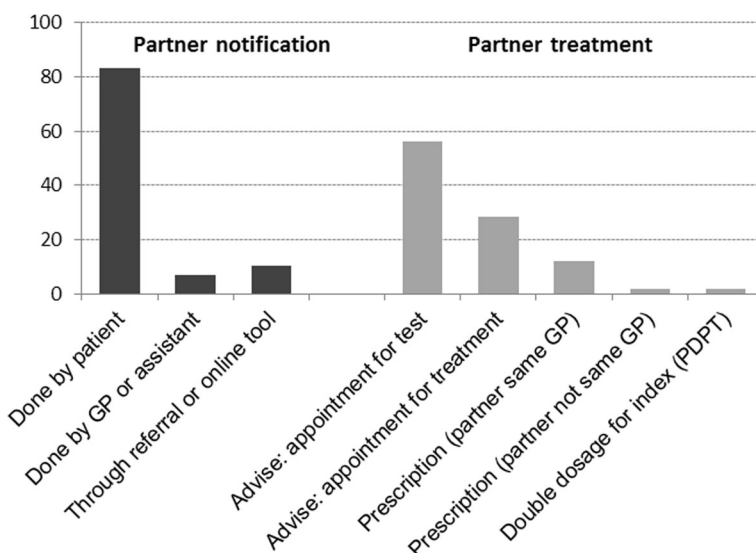 Partner notification
Partner treatment
100
80
60
40
20
0
Done by patient
Done by GP or assistant
Through referral or online tool
Advise: appointment for test
Advise: appointment for treatment
Prescription (partner same GP)
Prescription (partner not same GP)
Double dosage for index (PDPT)